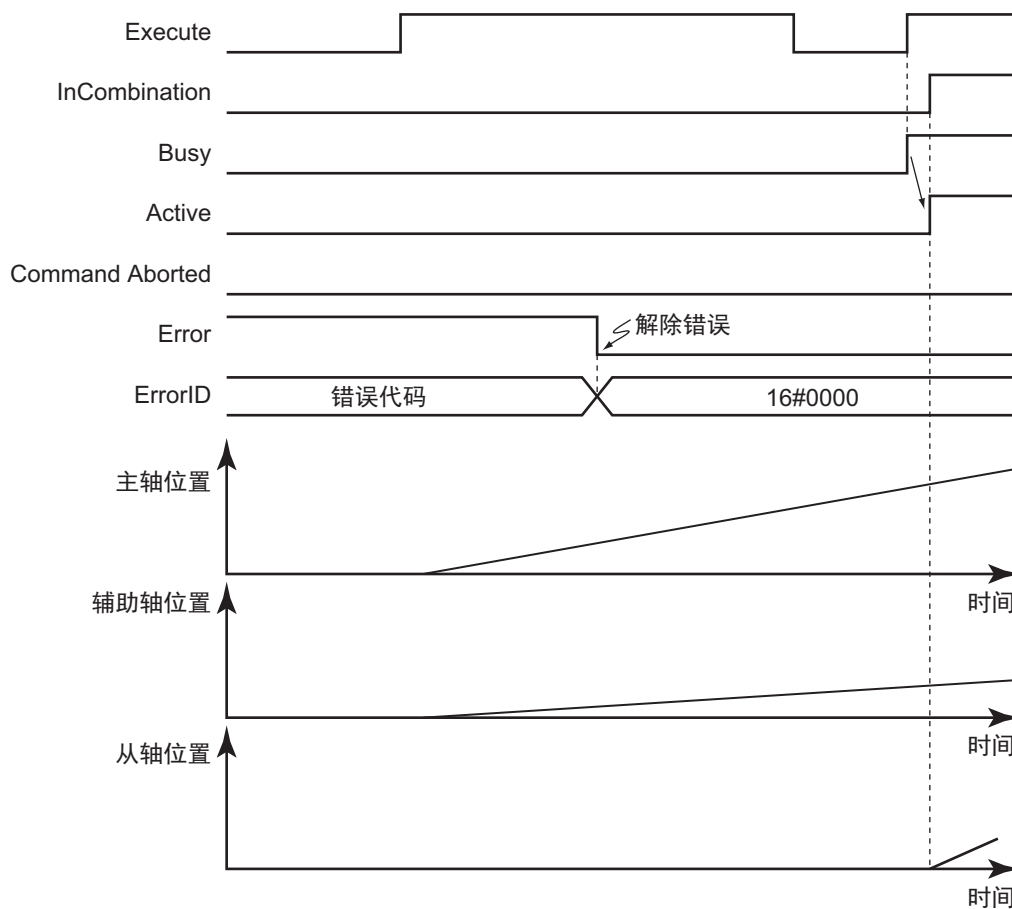 Execute
InCombination
Busy
Active
Command Aborted
Error
解除错误
ErrorID
错误代码
16#0000
主轴位置
时间
辅助轴位置
时间
从轴位置
时间